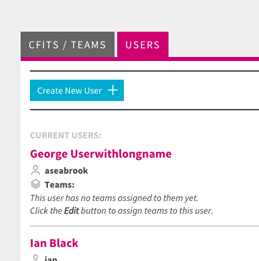 CFITS / TEAMS
USERS
Create New User
CURRENT USERS:
George Userwithlongname
aseabrook
Teams:
This user has no teams assigned to them yet.
Click the Edit button to assign teams to this user.
Ian Black
ian